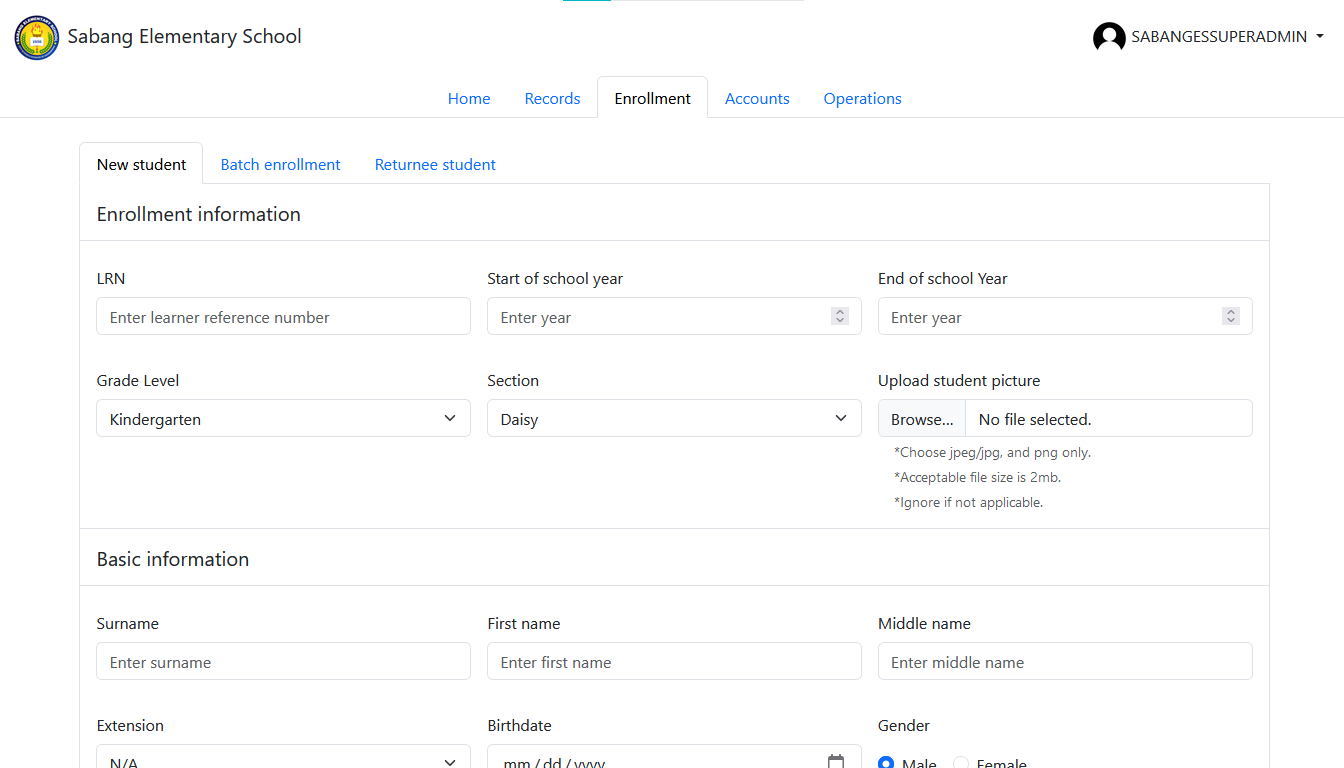 Sabang Elementary School
SABANGESSUPERADMIN
Home Records Enrollment Accounts Operations
New student Batch enrollment Returnee student
Enrollment information
LRN Start of school year End of school Year
Enter learner reference number Enter year Enter year
Grade Level Section Upload student picture
Kindergarten Daisy Browse... No file selected.
*Choose jpeg/jpg, and png only.
*Acceptable file size is 2mb.
*Ignore if not applicable.
Basic information
Surname First name Middle name
Enter surname Enter first name Enter middle name
Extension Birthdate Gender
N/A mm / dd / yyyy Male Female